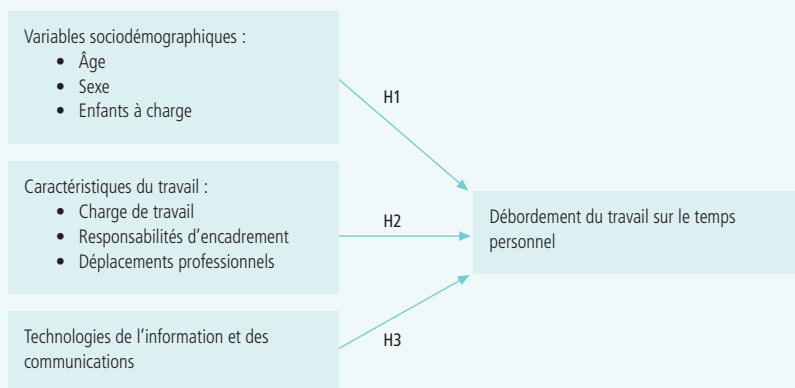 Variables sociodémographiques :
• Âge
• Sexe
• Enfants à charge
H1
Caractéristiques du travail :
• Charge de travail
• Responsabilités d'encadrement
• Déplacements professionnels
H2
Débordement du travail sur le temps
personnel
Technologies de l'information et des
communications
H3